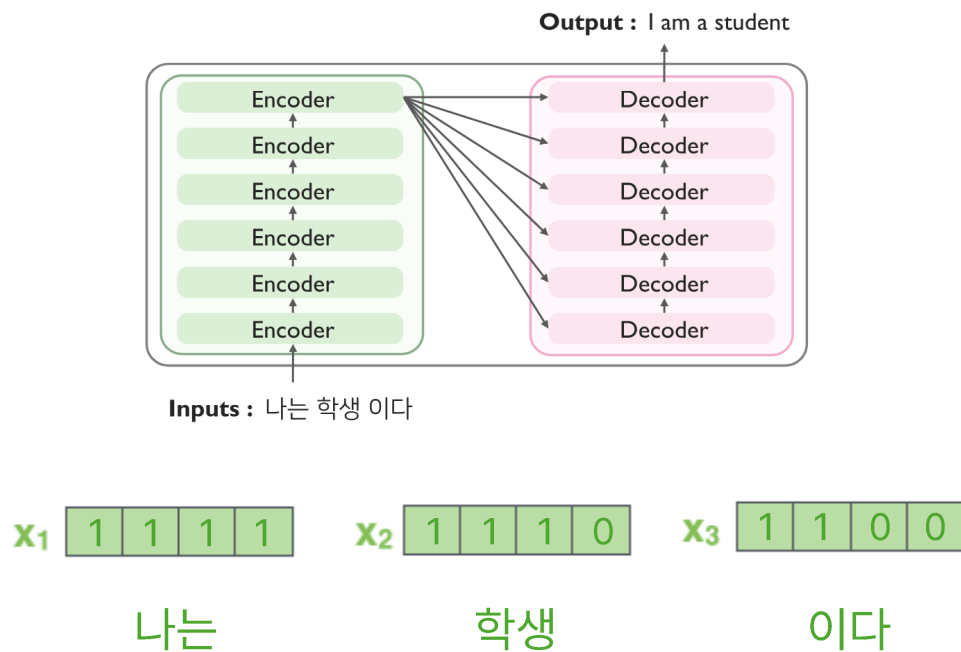 Output : I am a student
Encoder
Decoder
Encoder
Decoder
Encoder
Decoder
Encoder
Decoder
Encoder
Decoder
Encoder
Decoder
Inputs : 나는 학생 이다
x₁ 1 1 1 1
x₂ 1 1 1 0
x₃ 1 1 0 0
나는
학생
이다